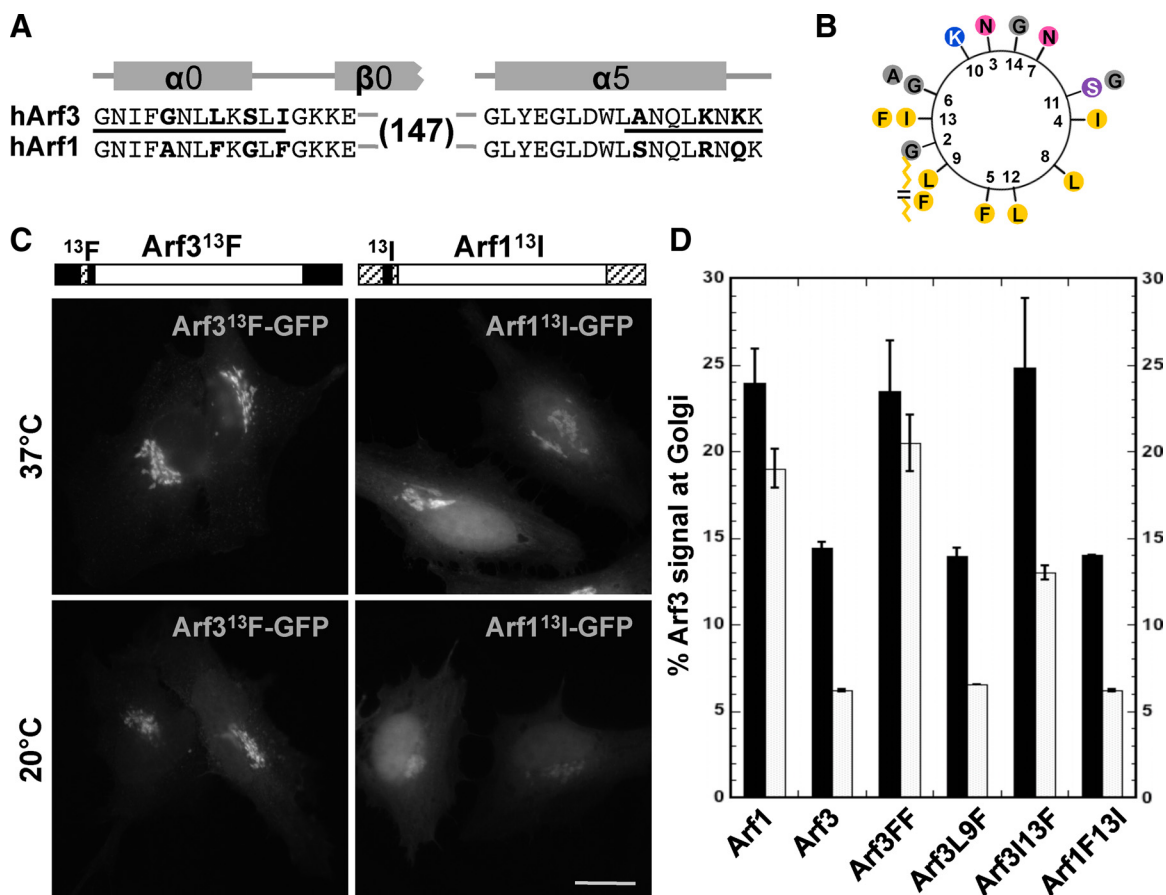 A
α0 β0 α5
hArf3 GNIFGNLLKSLIGKKE GLYEGLDWLANQLKNKK
(147)
hArf1 GNIFANLFKGLFGKKE GLYEGLDWLSNQLRNQK
B
K N G N
A G S G
F I I
G L
L F
F L
10 3 14 7
6 11
13 4
2
9 8
5 12
C
¹³F Arf3¹³F ¹³I Arf1¹³I
37°C
Arf3¹³F-GFP Arf1¹³I-GFP
20°C
Arf3¹³F-GFP Arf1¹³I-GFP
D
% Arf3 signal at Golgi
30 30
25 25
20 20
15 15
10 10
5 5
0 0
Arf1 Arf3 Arf3FF Arf3L9F Arf3I13F Arf1F13I